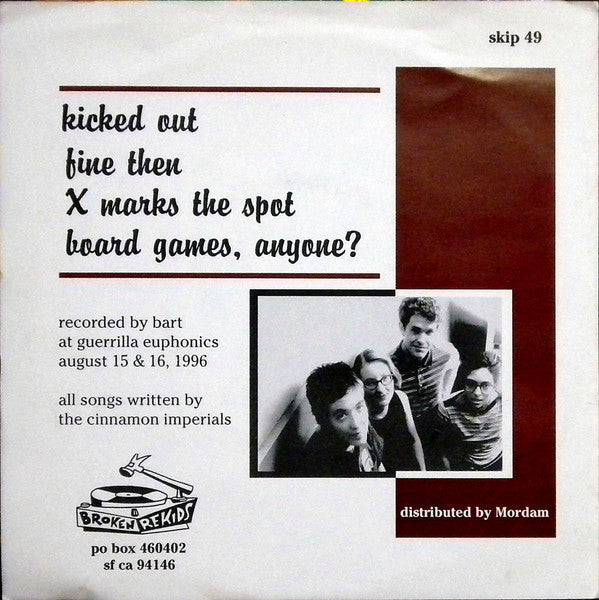 skip 49
kicked out
fine then
X marks the spot
board games, anyone?
recorded by bart
at guerrilla euphonics
august 15 & 16, 1996
all songs written by
the cinnamon imperials
BROKEN REKIDS
po box 460402
sf ca 94146
distributed by Mordam